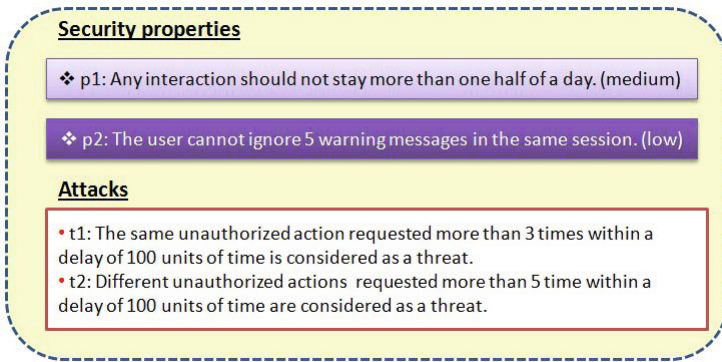 Security properties
❖ p1: Any interaction should not stay more than one half of a day. (medium)
❖ p2: The user cannot ignore 5 warning messages in the same session. (low)
Attacks
• t1: The same unauthorized action requested more than 3 times within a
delay of 100 units of time is considered as a threat.
• t2: Different unauthorized actions requested more than 5 time within a
delay of 100 units of time are considered as a threat.